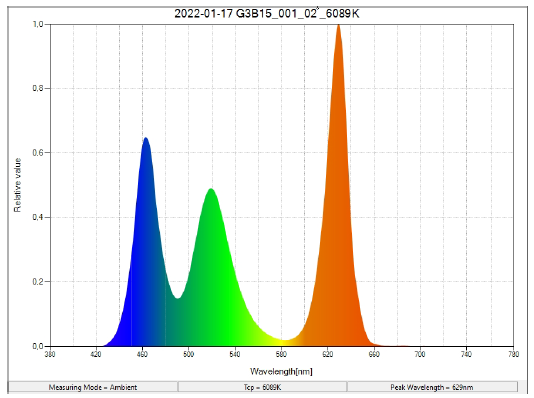 2022-01-17 G3B15_001_02`_6089K
1,0
0,8
0,6
0,4
0,2
0,0
Relative value
380 420 460 500 540 580 620 660 700 740 780
Wavelength[nm]
Measuring Mode = Ambient Tcp = 6089K Peak Wavelength = 629nm